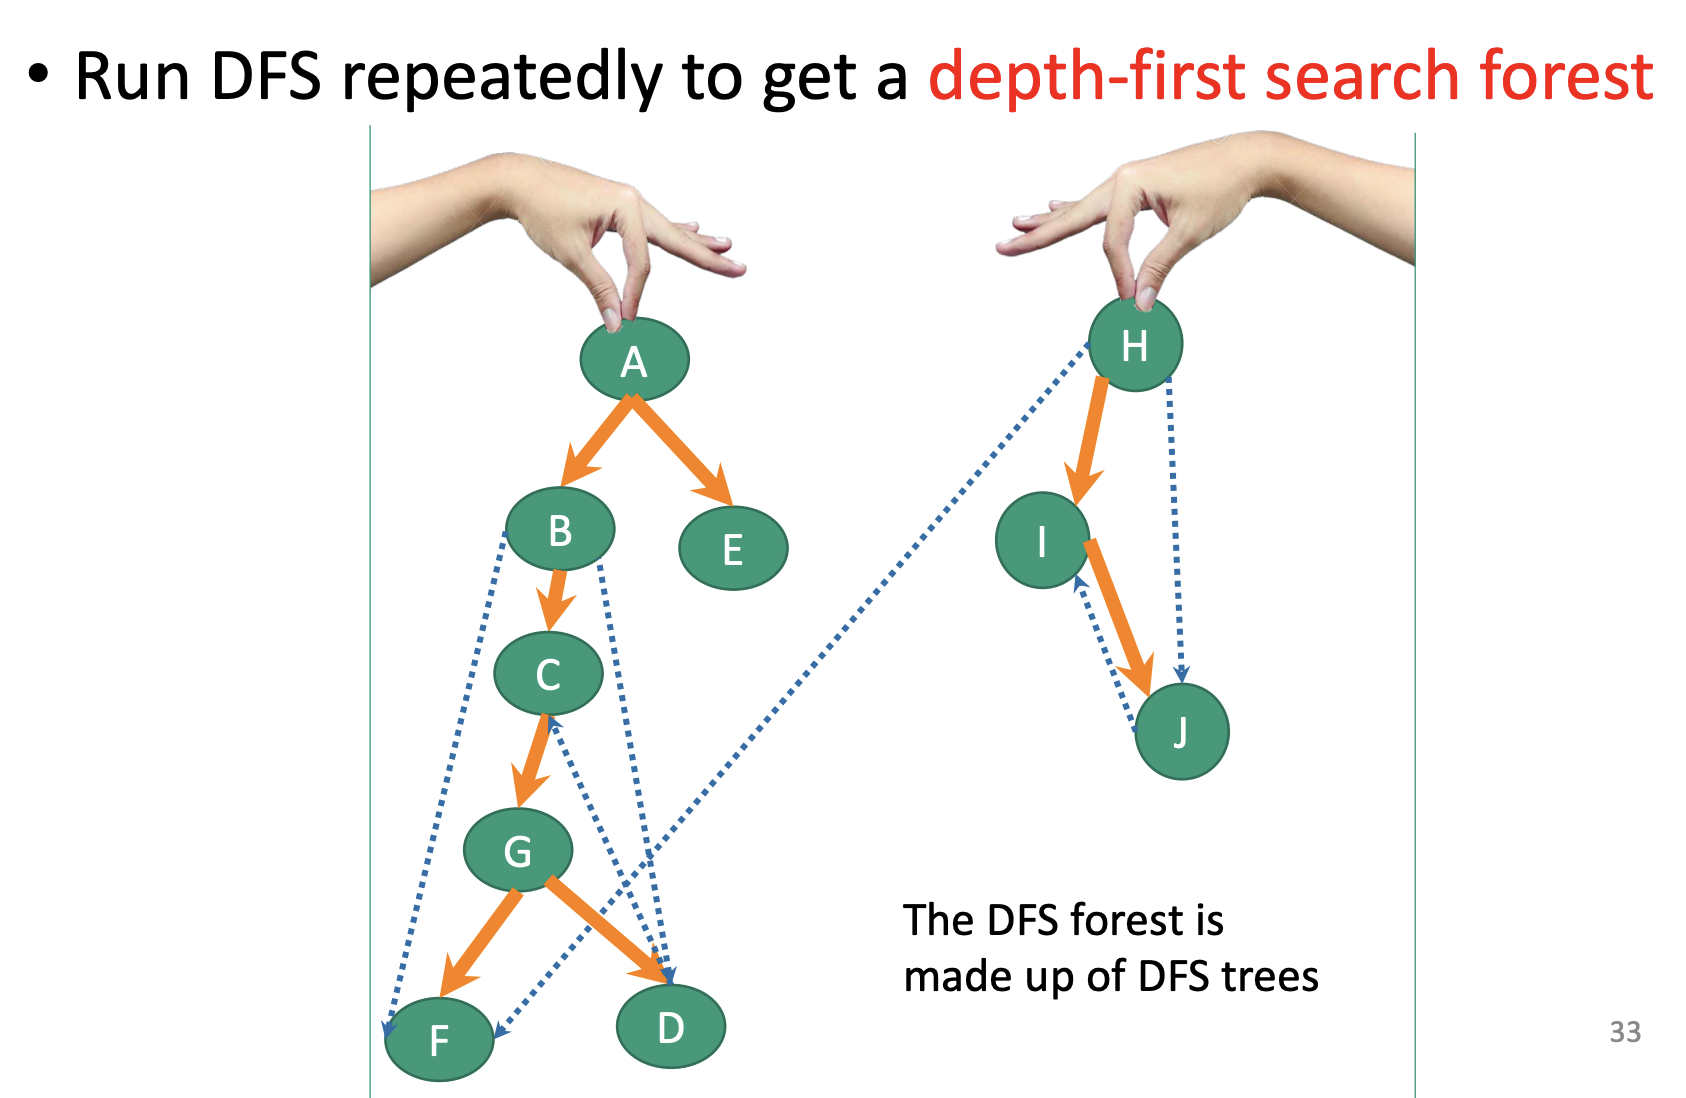 • Run DFS repeatedly to get a depth-first search forest
A
H
B
E
I
C
J
G
The DFS forest is
made up of DFS trees
F
D
33